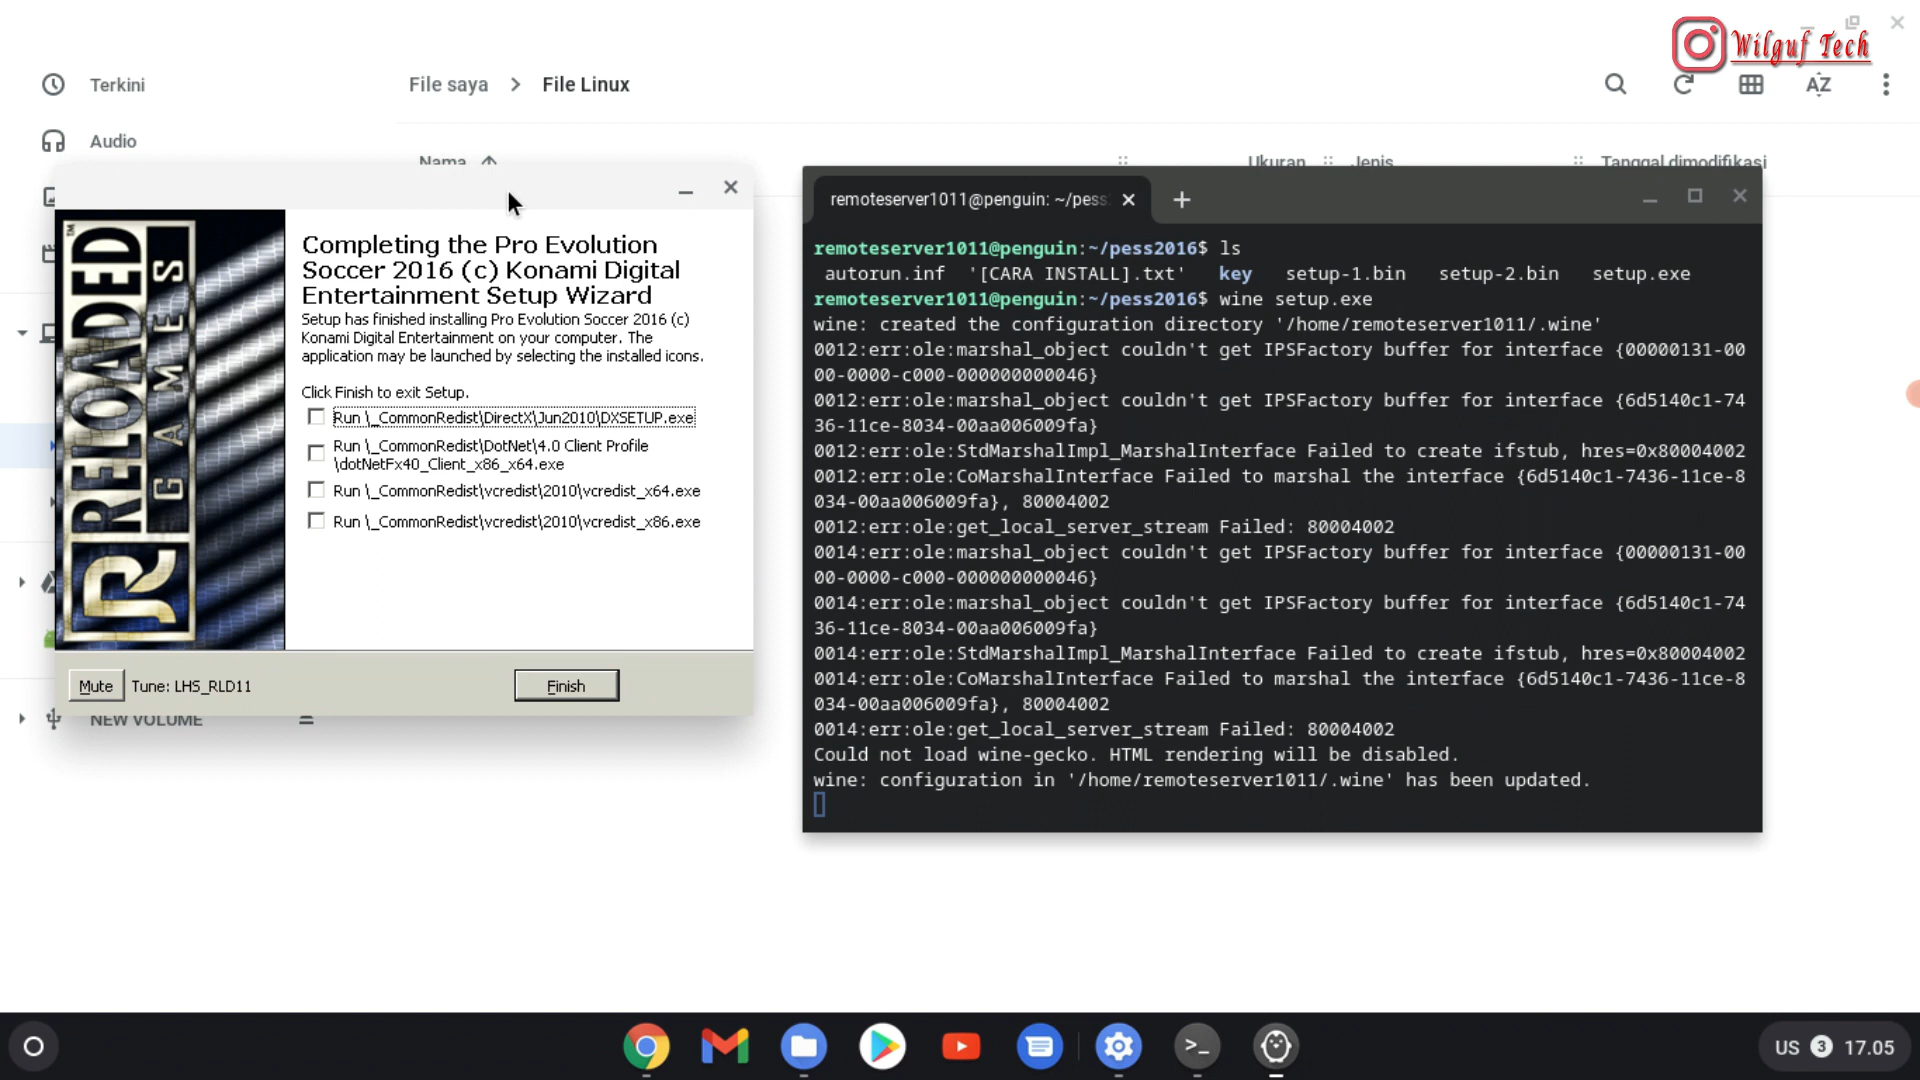 Wilguf Tech
Terkini
File saya
File Linux
AZ
Audio
Nama
Ukuran
Jenis
Tanggal dimodifikasi
RELOADED
GAMES
Completing the Pro Evolution
Soccer 2016 (c) Konami Digital
Entertainment Setup Wizard
Setup has finished installing Pro Evolution Soccer 2016 (c)
Konami Digital Entertainment on your computer. The
application may be launched by selecting the installed icons.
Click Finish to exit Setup.
Run \_CommonRedist\DirectX\Jun2010\DXSETUP.exe
Run \_CommonRedist\DotNet\4.0 Client Profile
\dotNetFx40_Client_x86_x64.exe
Run \_CommonRedist\vcredist\2010\vcredist_x64.exe
Run \_CommonRedist\vcredist\2010\vcredist_x86.exe
Mute
Tune: LHS_RLD11
Finish
NEW VOLUME
remoteserver1011@penguin: ~/pess
remoteserver1011@penguin:~/pess2016$ ls
autorun.inf '[CARA INSTALL].txt' key setup-1.bin setup-2.bin setup.exe
remoteserver1011@penguin:~/pess2016$ wine setup.exe
wine: created the configuration directory '/home/remoteserver1011/.wine'
0012:err:ole:marshal_object couldn't get IPSFactory buffer for interface {00000131-00
00-0000-c000-000000000046}
0012:err:ole:marshal_object couldn't get IPSFactory buffer for interface {6d5140c1-74
36-11ce-8034-00aa006009fa}
0012:err:ole:StdMarshalImpl_MarshalInterface Failed to create ifstub, hres=0x80004002
0012:err:ole:CoMarshalInterface Failed to marshal the interface {6d5140c1-7436-11ce-8
034-00aa006009fa}, 80004002
0012:err:ole:get_local_server_stream Failed: 80004002
0014:err:ole:marshal_object couldn't get IPSFactory buffer for interface {00000131-00
00-0000-c000-000000000046}
0014:err:ole:marshal_object couldn't get IPSFactory buffer for interface {6d5140c1-74
36-11ce-8034-00aa006009fa}
0014:err:ole:StdMarshalImpl_MarshalInterface Failed to create ifstub, hres=0x80004002
0014:err:ole:CoMarshalInterface Failed to marshal the interface {6d5140c1-7436-11ce-8
034-00aa006009fa}, 80004002
0014:err:ole:get_local_server_stream Failed: 80004002
Could not load wine-gecko. HTML rendering will be disabled.
wine: configuration in '/home/remoteserver1011/.wine' has been updated.
US 3 17.05